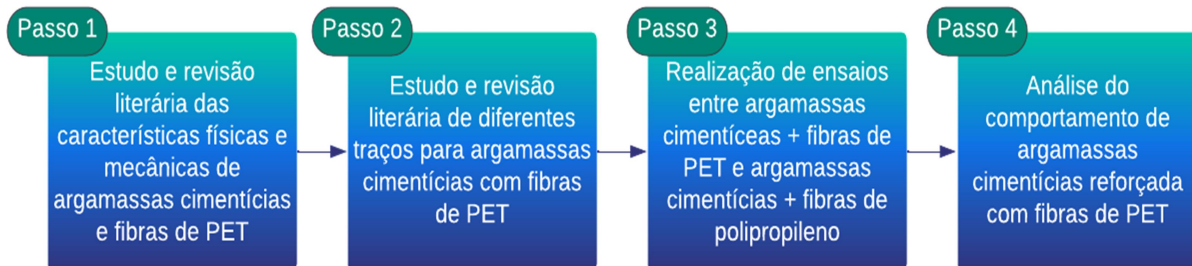 Passo 1
Estudo e revisão
literária das
características físicas e
mecânicas de
argamassas cimentícias
e fibras de PET
Passo 2
Estudo e revisão
literária de diferentes
traços para argamassas
cimentícias com fibras
de PET
Passo 3
Realização de ensaios
entre argamassas
cimentíceas + fibras de
PET e argamassas
cimentícias + fibras de
polipropileno
Passo 4
Análise do
comportamento de
argamassas
cimentícias reforçada
com fibras de PET